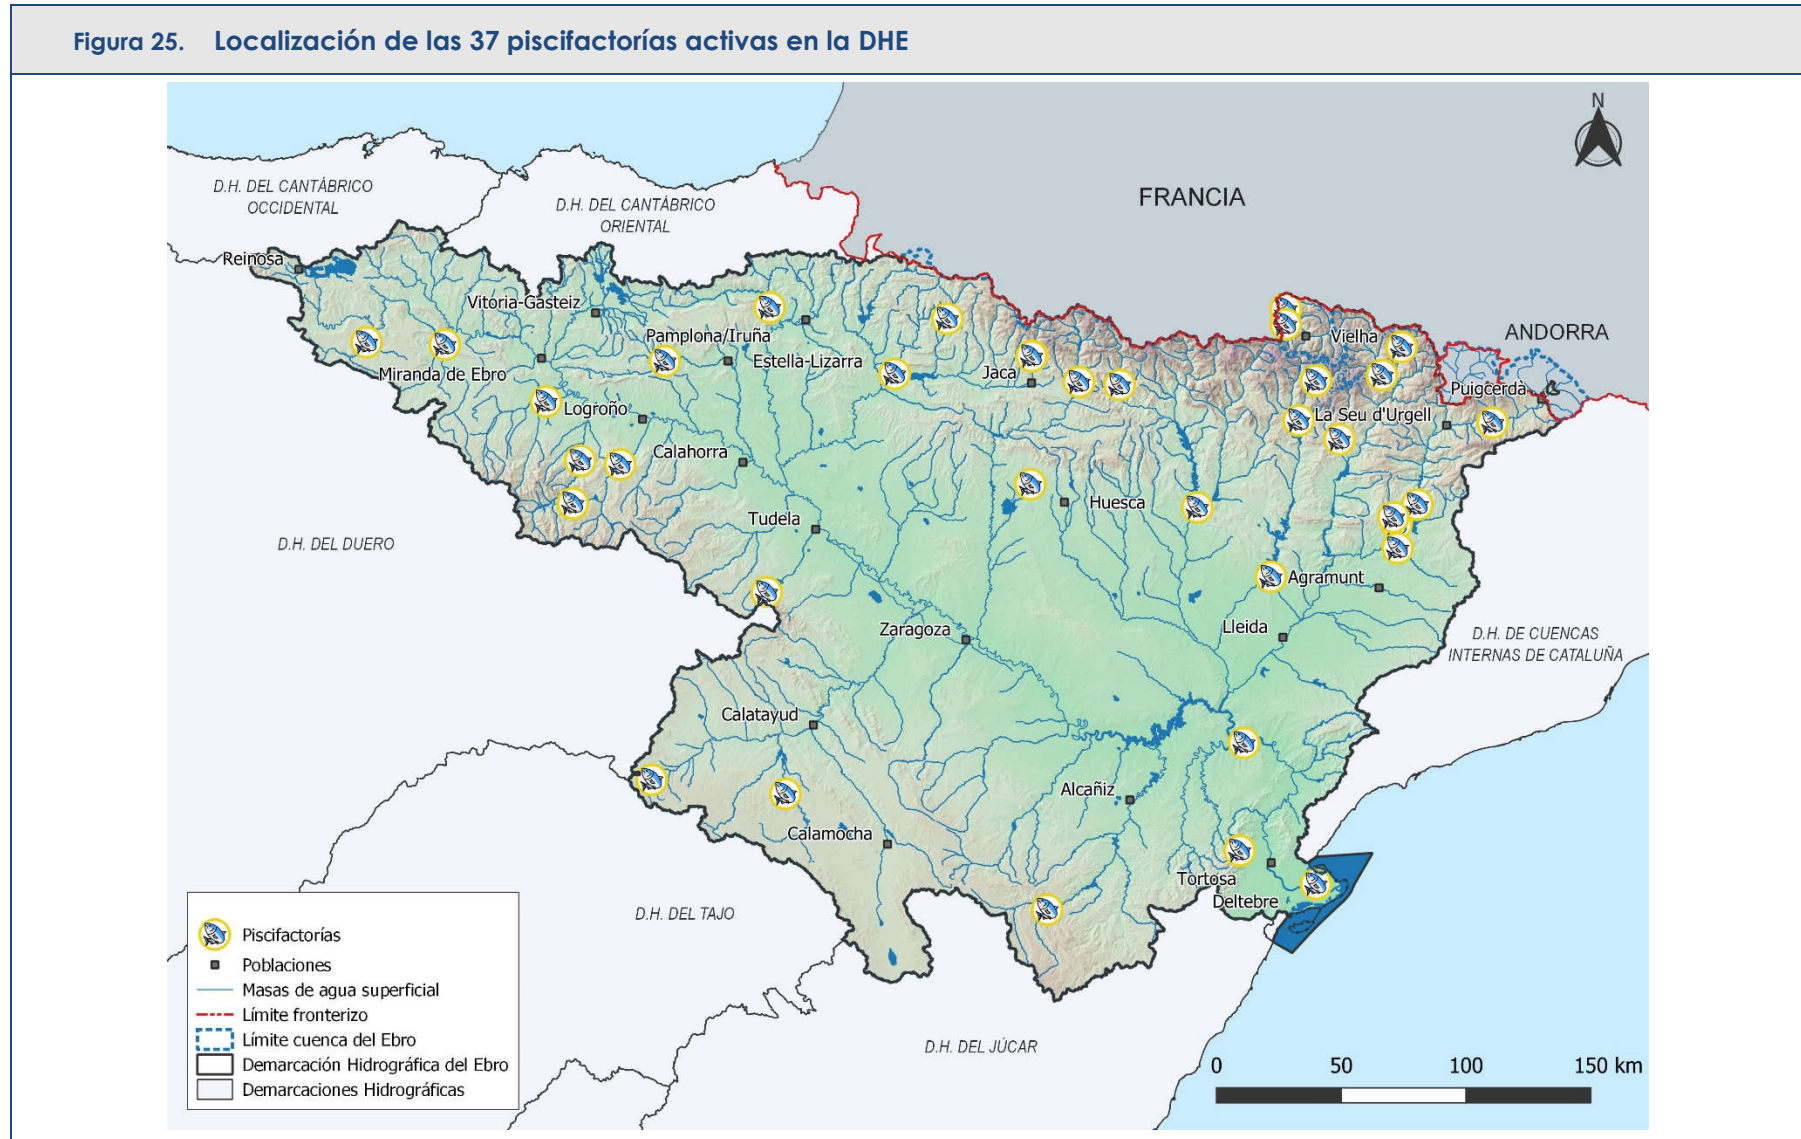 Figura 25. Localización de las 37 piscifactorías activas en la DHE
N
D.H. DEL CANTÁBRICO
OCCIDENTAL
D.H. DEL CANTÁBRICO
ORIENTAL
FRANCIA
Reinosa
Vitoria-Gasteiz
Pamplona/Iruña
Miranda de Ebro
Estella-Lizarra
Jaca
Vielha
ANDORRA
Puigcerdà
Logroño
La Seu d'Urgell
Calahorra
Huesca
Tudela
D.H. DEL DUERO
Agramunt
Zaragoza
Lleida
D.H. DE CUENCAS
INTERNAS DE CATALUÑA
Calatayud
Alcañiz
Calamocha
Tortosa
Deltebre
D.H. DEL TAJO
D.H. DEL JÚCAR
Piscifactorías
Poblaciones
Masas de agua superficial
Límite fronterizo
Límite cuenca del Ebro
Demarcación Hidrográfica del Ebro
Demarcaciones Hidrográficas
0 50 100 150 km